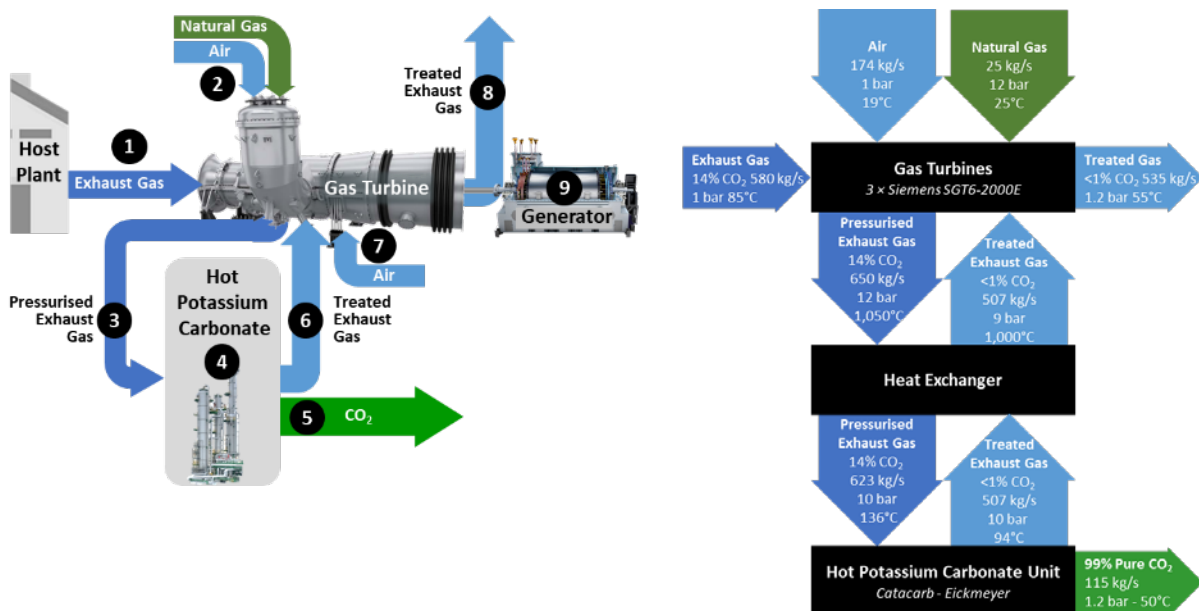 Natural Gas
Air
2
Host
Plant
1
Exhaust Gas
Treated
Exhaust
Gas
8
Gas Turbine
9
Generator
7
Air
Pressurised
Exhaust
Gas
3
Hot
Potassium
Carbonate
4
6
Treated
Exhaust
Gas
5
CO₂
Air
174 kg/s
1 bar
19°C
Natural Gas
25 kg/s
12 bar
25°C
Exhaust Gas
14% CO₂ 580 kg/s
1 bar 85°C
Gas Turbines
3 × Siemens SGT6-2000E
Treated Gas
<1% CO₂ 535 kg/s
1.2 bar 55°C
Pressurised
Exhaust Gas
14% CO₂
650 kg/s
12 bar
1,050°C
Treated
Exhaust Gas
<1% CO₂
507 kg/s
9 bar
1,000°C
Heat Exchanger
Pressurised
Exhaust Gas
14% CO₂
623 kg/s
10 bar
136°C
Treated
Exhaust Gas
<1% CO₂
507 kg/s
10 bar
94°C
Hot Potassium Carbonate Unit
Catacarb - Eickmeyer
99% Pure CO₂
115 kg/s
1.2 bar - 50°C